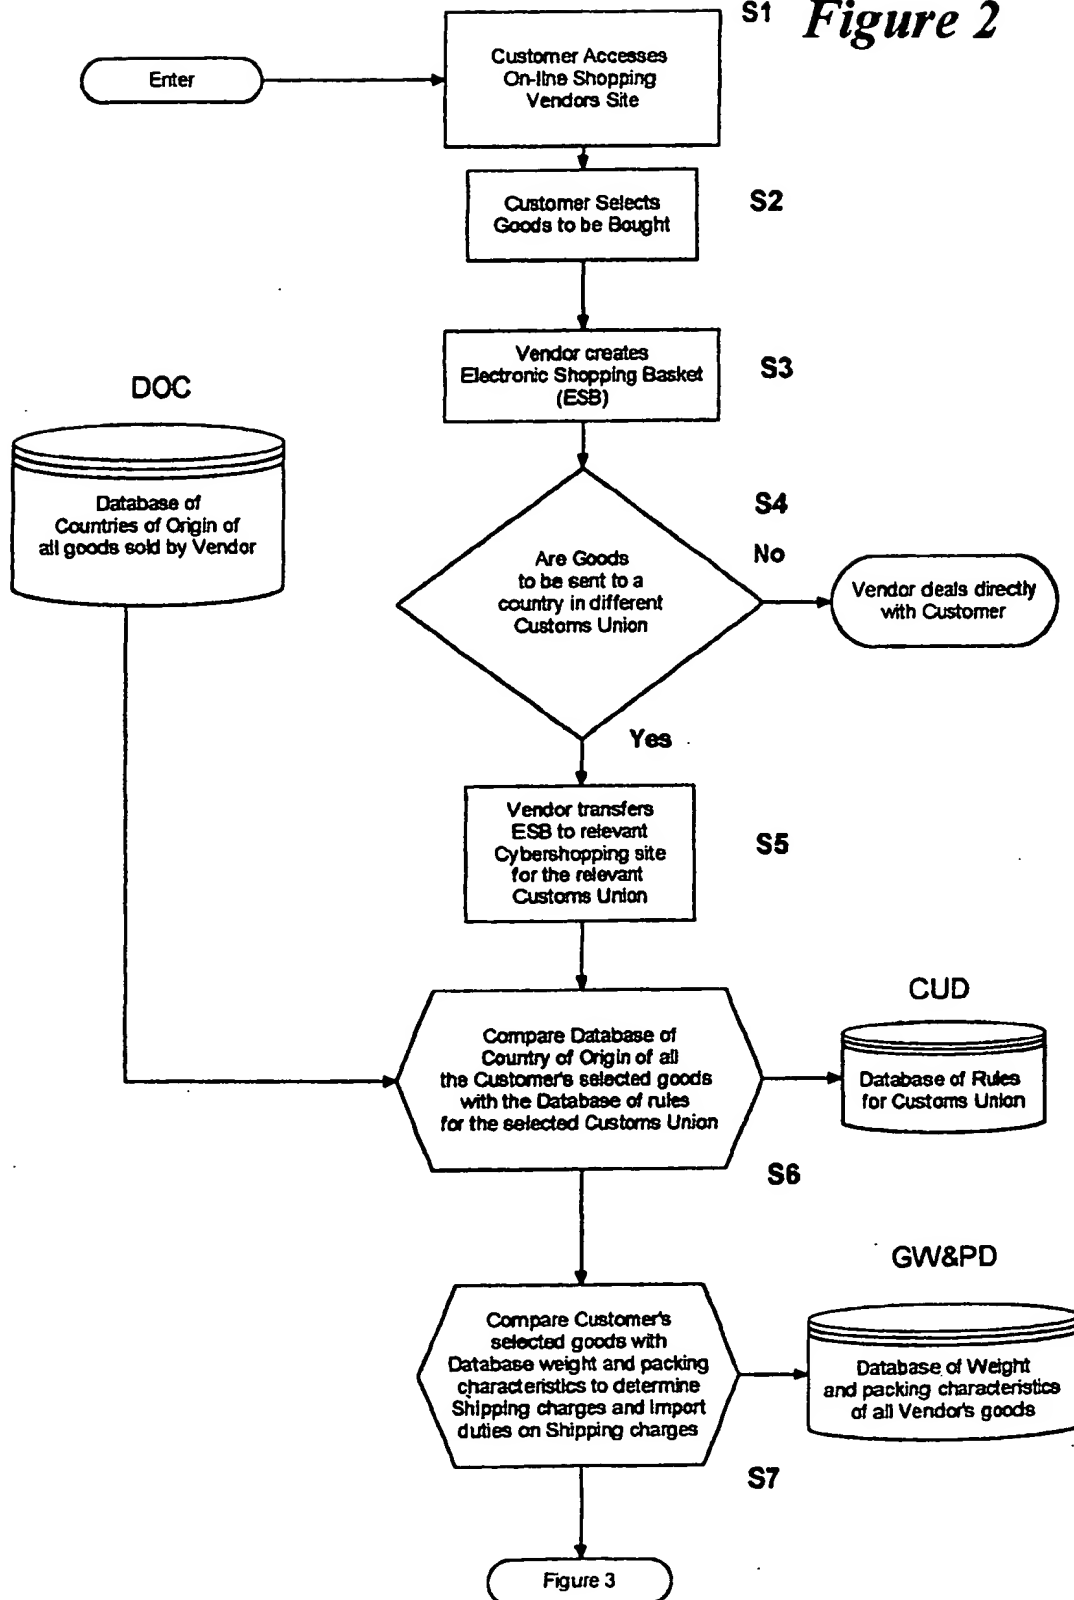 S1
Figure 2
Enter
Customer Accesses
On-line Shopping
Vendors Site
Customer Selects
Goods to be Bought
S2
Vendor creates
Electronic Shopping Basket
(ESB)
S3
DOC
Database of
Countries of Origin of
all goods sold by Vendor
S4
Are Goods
to be sent to a
country in different
Customs Union
No
Vendor deals directly
with Customer
Yes
Vendor transfers
ESB to relevant
Cybershopping site
for the relevant
Customs Union
S5
Compare Database of
Country of Origin of all
the Customer's selected goods
with the Database of rules
for the selected Customs Union
CUD
Database of Rules
for Customs Union
S6
GW&PD
Compare Customer's
selected goods with
Database weight and packing
characteristics to determine
Shipping charges and Import
duties on Shipping charges
Database of Weight
and packing characteristics
of all Vendor's goods
S7
Figure 3